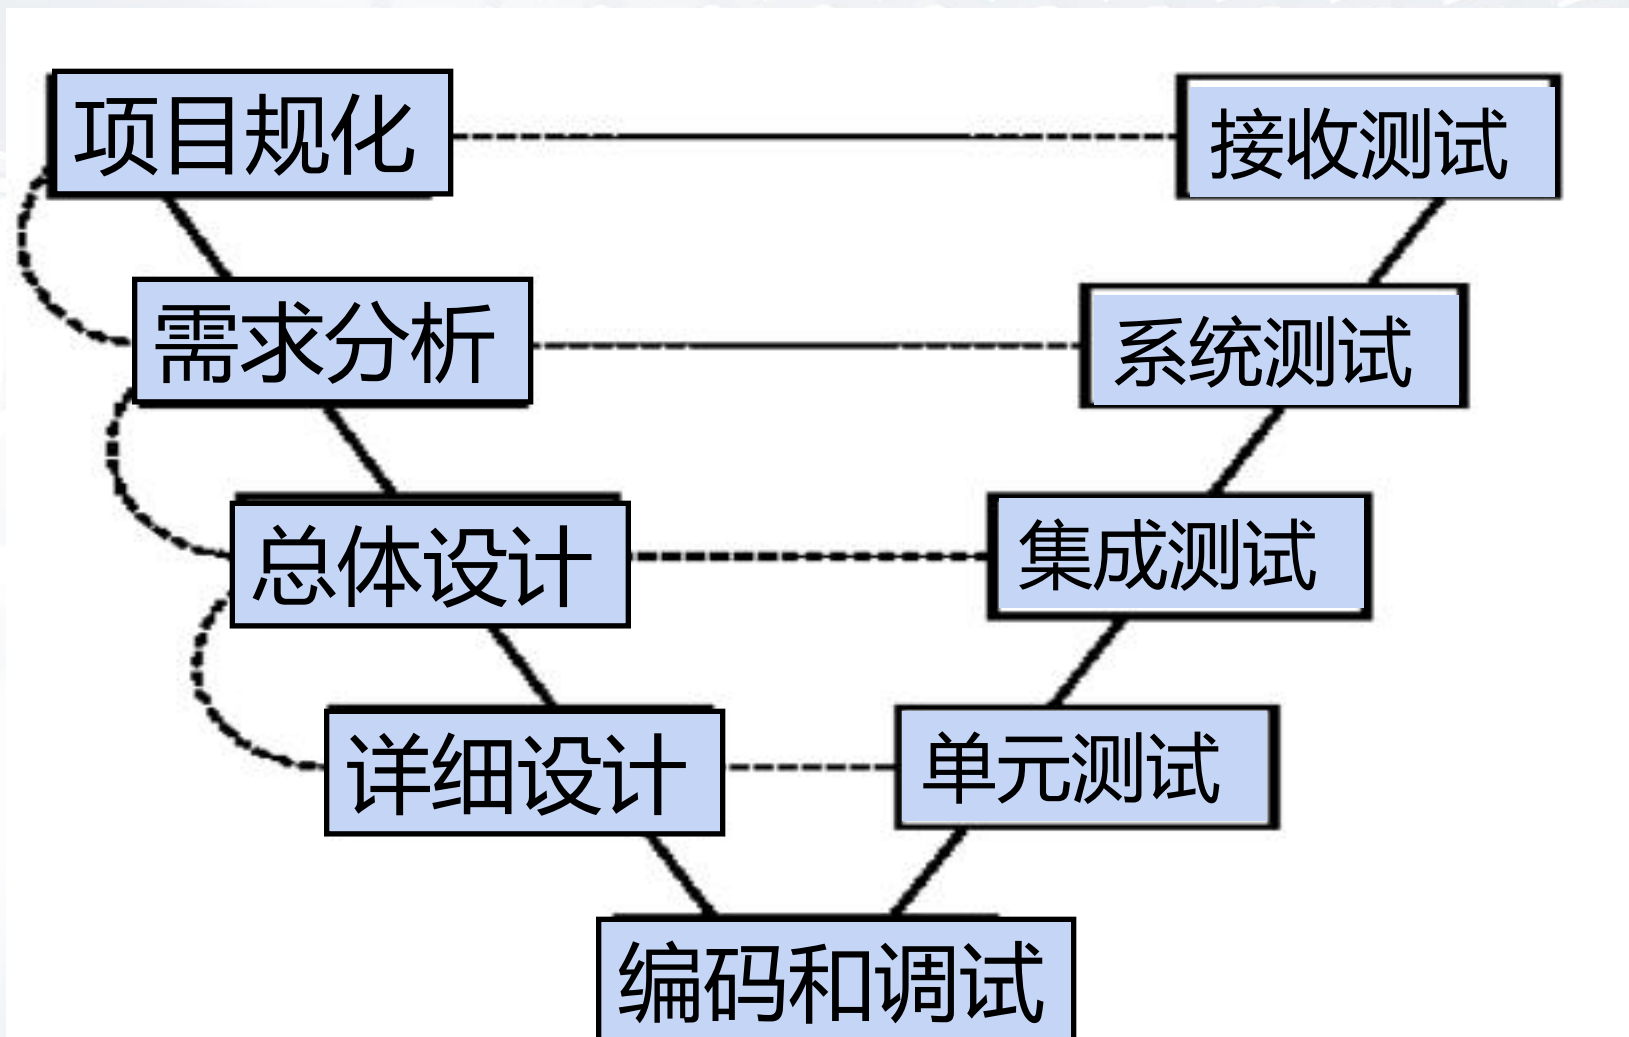 项目规化
接收测试
需求分析
系统测试
总体设计
集成测试
详细设计
单元测试
编码和调试